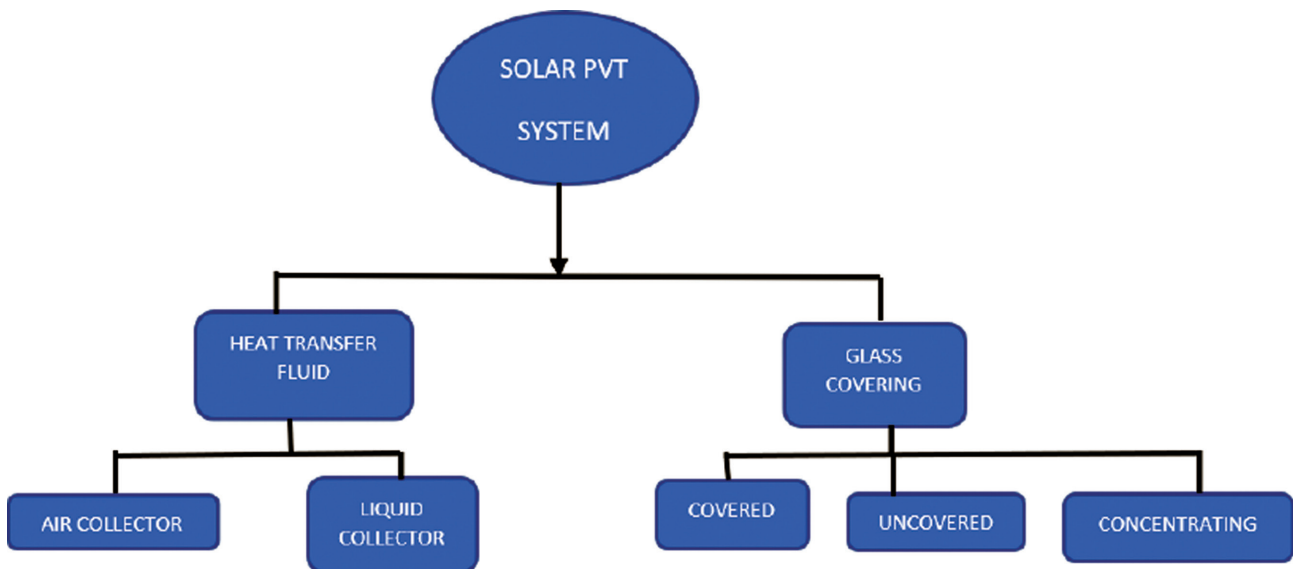 SOLAR PVT
SYSTEM
HEAT TRANSFER
FLUID
GLASS
COVERING
AIR COLLECTOR
LIQUID
COLLECTOR
COVERED
UNCOVERED
CONCENTRATING